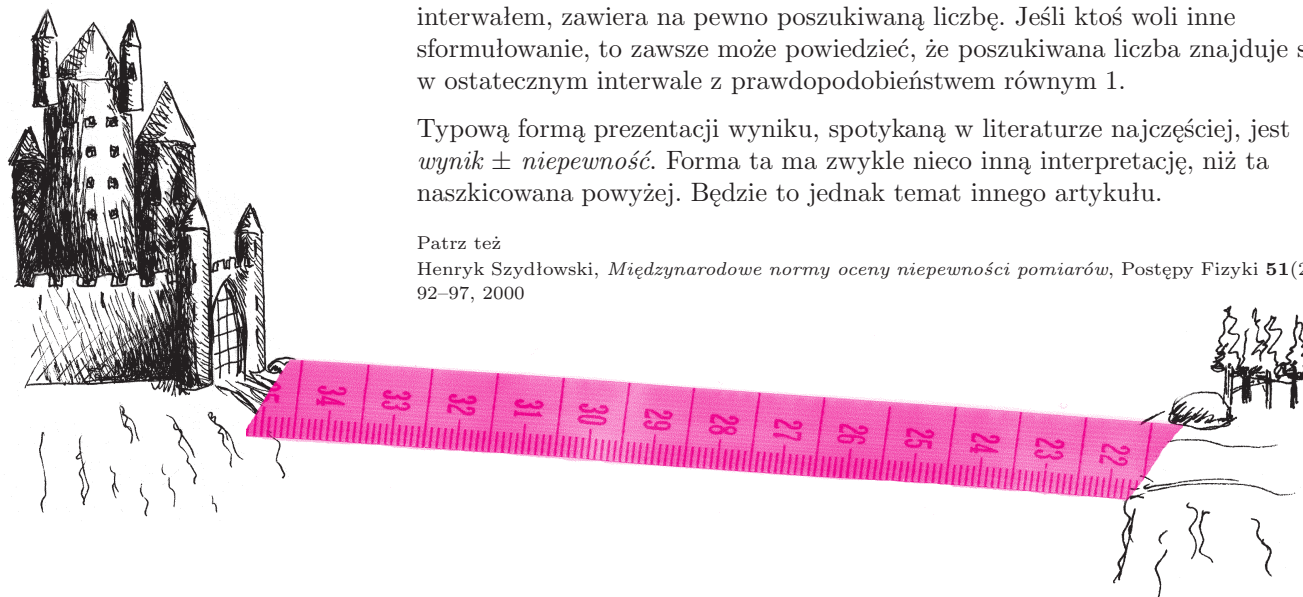 interwałem, zawiera na pewno poszukiwaną liczbę. Jeśli ktoś woli inne
sformułowanie, to zawsze może powiedzieć, że poszukiwana liczba znajduje
w ostatecznym interwale z prawdopodobieństwem równym 1.
Typową formą prezentacji wyniku, spotykaną w literaturze najczęściej, jest
wynik ± niepewność. Forma ta ma zwykle nieco inną interpretację, niż ta
naszkicowana powyżej. Będzie to jednak temat innego artykułu.
Patrz też
Henryk Szydłowski, Międzynarodowe normy oceny niepewności pomiarów, Postępy Fizyki 51(2
92–97, 2000
34 33 32 31 30 29 28 27 26 25 24 23 22